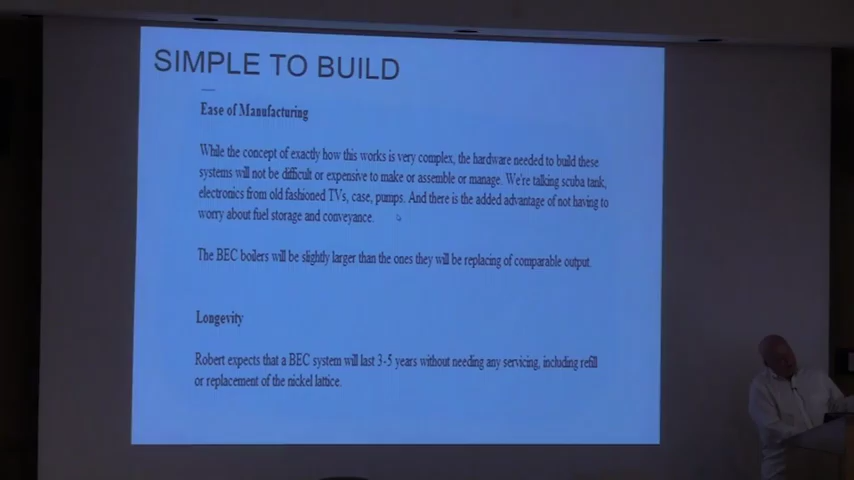 SIMPLE TO BUILD
Ease of Manufacturing
While the concept of exactly how this works is very complex, the hardware needed to build these
systems will not be difficult or expensive to make or assemble or manage. We're talking scuba tank,
electronics from old fashioned TVs, case, pumps. And there is the added advantage of not having to
worry about fuel storage and conveyance.
The BEC boilers will be slightly larger than the ones they will be replacing of comparable output.
Longevity
Robert expects that a BEC system will last 3-5 years without needing any servicing, including refill
or replacement of the nickel lattice.